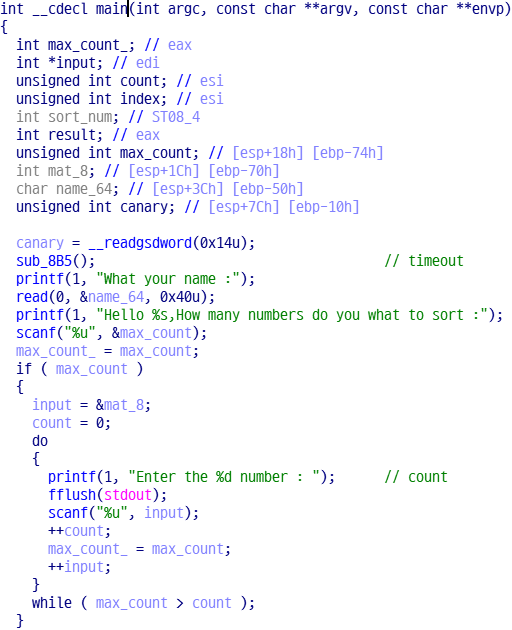 int __cdecl main(int argc, const char **argv, const char **envp)
{
  int max_count_; // eax
  int *input; // edi
  unsigned int count; // esi
  unsigned int index; // esi
  int sort_num; // ST08_4
  int result; // eax
  unsigned int max_count; // [esp+18h] [ebp-74h]
  int mat_8; // [esp+1Ch] [ebp-70h]
  char name_64; // [esp+3Ch] [ebp-50h]
  unsigned int canary; // [esp+7Ch] [ebp-10h]

  canary = __readgsdword(0x14u);
  sub_8B5();                                    // timeout
  printf(1, "What your name :");
  read(0, &name_64, 0x40u);
  printf(1, "Hello %s,How many numbers do you what to sort :");
  scanf("%u", &max_count);
  max_count_ = max_count;
  if ( max_count )
  {
    input = &mat_8;
    count = 0;
    do
    {
      printf(1, "Enter the %d number : ");      // count
      fflush(stdout);
      scanf("%u", input);
      ++count;
      max_count_ = max_count;
      ++input;
    }
    while ( max_count > count );
  }